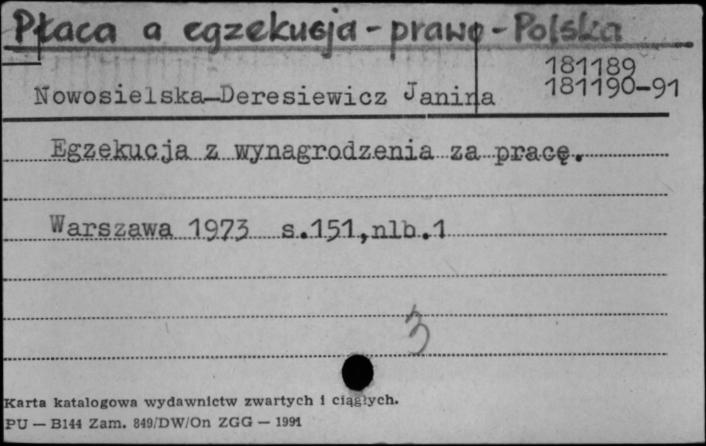 Płaca a egzekucja - prawo - Polska
181189
Nowosielska-Deresiewicz Janina 181190-91
Egzekucja z wynagrodzenia za pracę.
Warszawa 1973 s.151,nlb.1
3
Karta katalogowa wydawnictw zwartych i ciągłych.
PU — B144 Zam. 849/DW/On ZGG — 1991